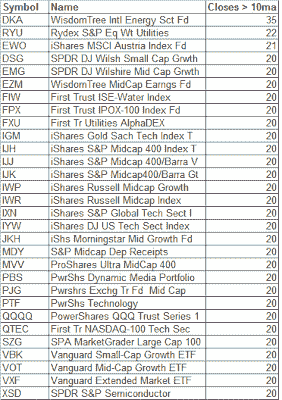 Symbol Name Closes > 10ma
DKA WisdomTree Intl Energy Sct Fd 35
RYU Rydex S&P Eq Wt Utilities 22
EWO iShares MSCI Austria Index Fd 21
DSG SPDR DJ Wilsh Small Cap Grwth 20
EMG SPDR DJ Wilshire Mid Cap Grwth 20
EZM WisdomTree MidCap Earngs Fd 20
FIW First Trust ISE-Water Index 20
FPX First Trust IPOX-100 Index Fd 20
FXU First Tr Utilities AlphaDEX 20
IGM iShares Gold Sach Tech Index T 20
IJH iShares S&P Midcap 400 Index T 20
IJJ iShares S&P Midcap 400/Barra V 20
IJK iShares S&P Midcap400/Barra Gt 20
IWP iShares Russell Midcap Growth 20
IWR iShares Russell Midcap Index 20
IXN iShares S&P Global Tech Sect I 20
IYW iShares DJ US Tech Sect Index 20
JKH iShs Morningstar Mid Growth Fd 20
MDY S&P Midcap Dep Receipts 20
MVV ProShares Ultra MidCap 400 20
PBS PwrShs Dynamic Media Portfolio 20
PJG Pwrshrs Exchg Tr Fd Mid Cap 20
PTF PwrShs Technology 20
QQQQ PowerShares QQQ Trust Series 1 20
QTEC First Tr NASDAQ-100 Tech Sec 20
SZG SPA MarketGrader Large Cap 100 20
VBK Vanguard Small-Cap Growth ETF 20
VOT Vanguard Mid-Cap Growth ETF 20
VXF Vanguard Extended Market ETF 20
XSD SPDR S&P Semiconductor 20